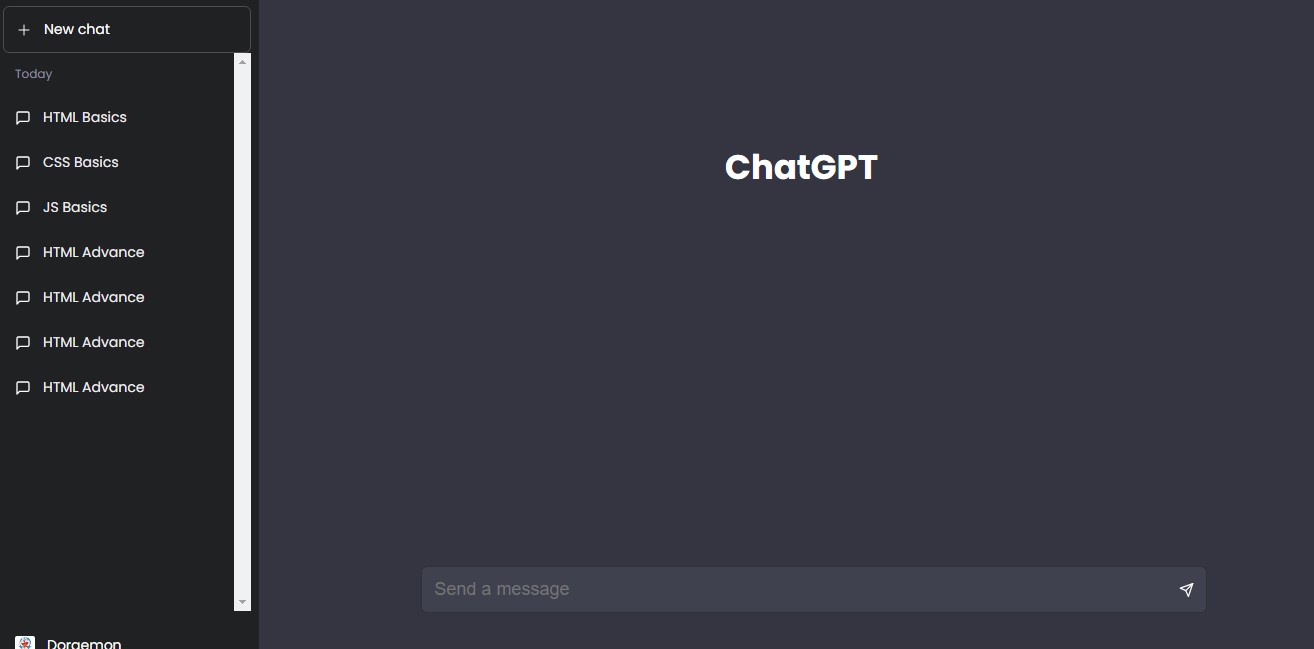 New chat
Today
HTML Basics
CSS Basics
JS Basics
HTML Advance
HTML Advance
HTML Advance
HTML Advance
Doraemon
ChatGPT
Send a message